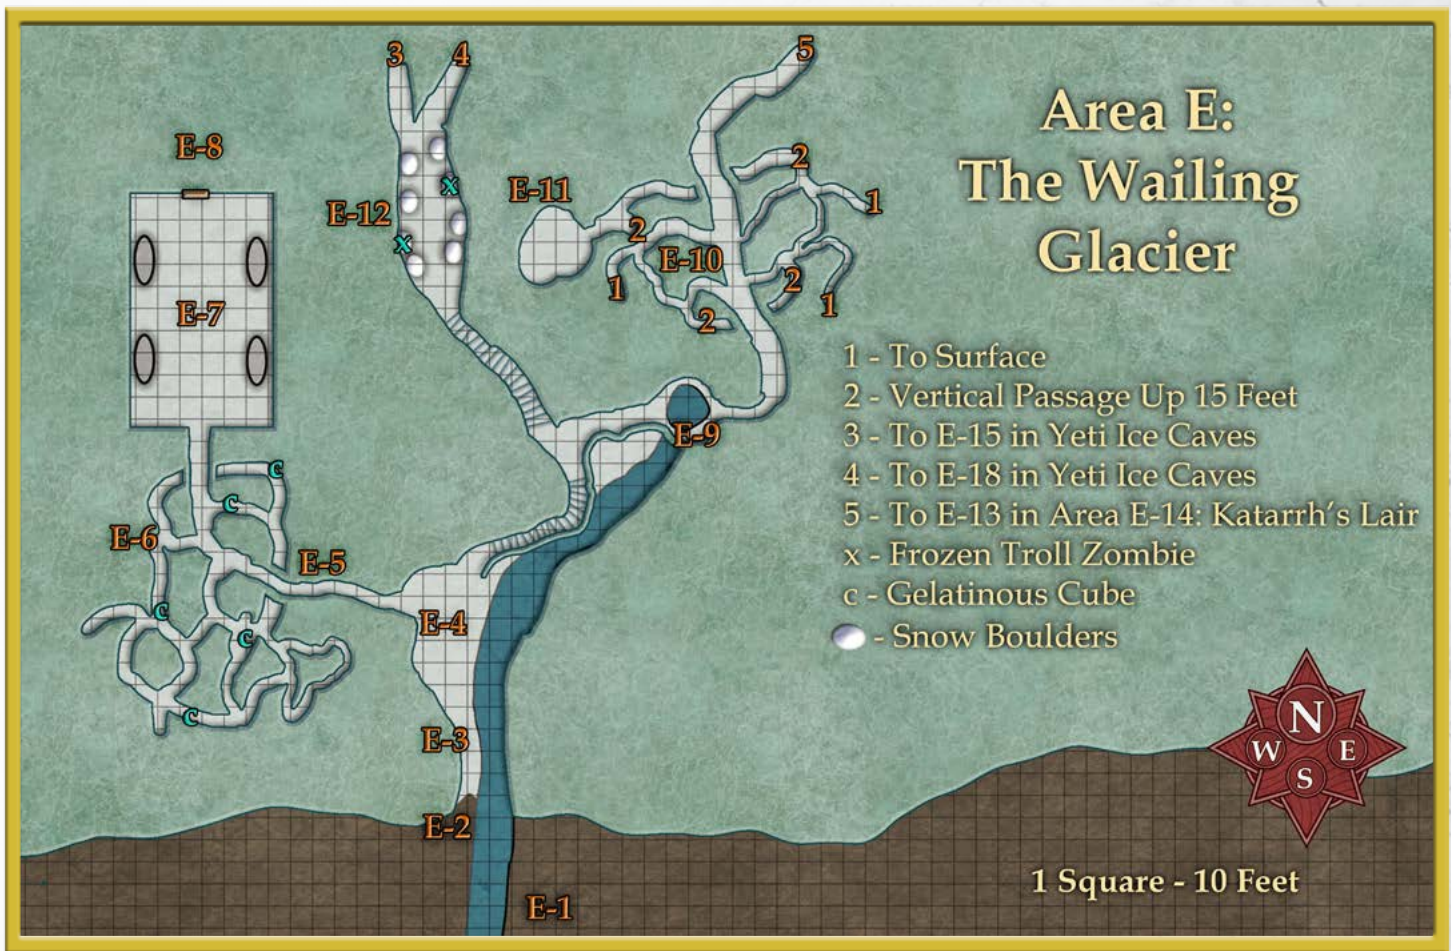 3
4
5
Area E:
The Wailing
Glacier
E-8
2
E-11
1
E-12
x
2
x
E-10
1
2
1
E-7
2
1 - To Surface
2 - Vertical Passage Up 15 Feet
E-9
3 - To E-15 in Yeti Ice Caves
4 - To E-18 in Yeti Ice Caves
c
c
5 - To E-13 in Area E-14: Katarrh's Lair
E-6
E-5
x - Frozen Troll Zombie
c - Gelatinous Cube
c
E-4
c
- Snow Boulders
c
E-3
N
W
E
S
E-2
1 Square - 10 Feet
E-1